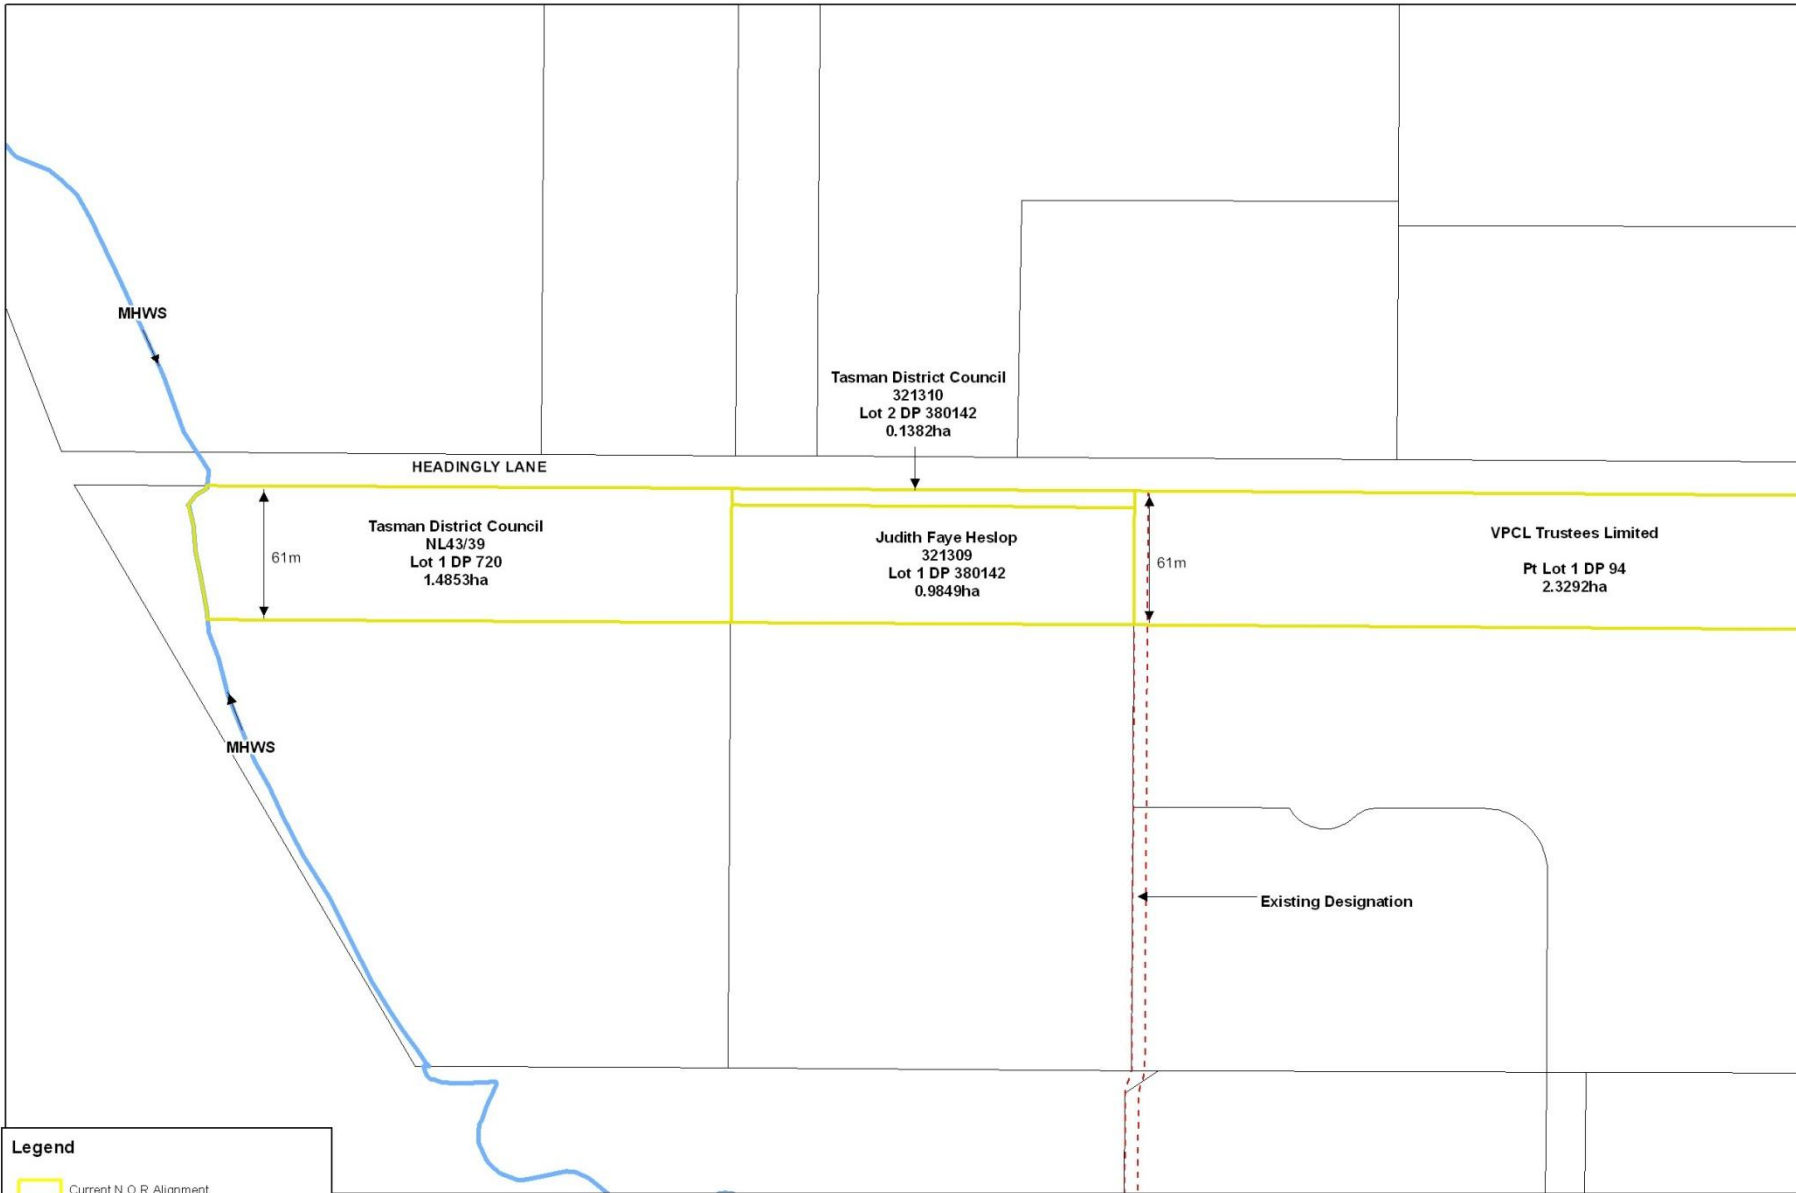 MHWS
Tasman District Council
321310
Lot 2 DP 380142
0.1382ha
HEADINGLY LANE
Tasman District Council
NL43/39
Lot 1 DP 720
1.4853ha
61m
Judith Faye Heslop
321309
Lot 1 DP 380142
0.9849ha
61m
VPCL Trustees Limited
Pt Lot 1 DP 94
2.3292ha
MHWS
Existing Designation
Legend
Current N.O.R Alignment